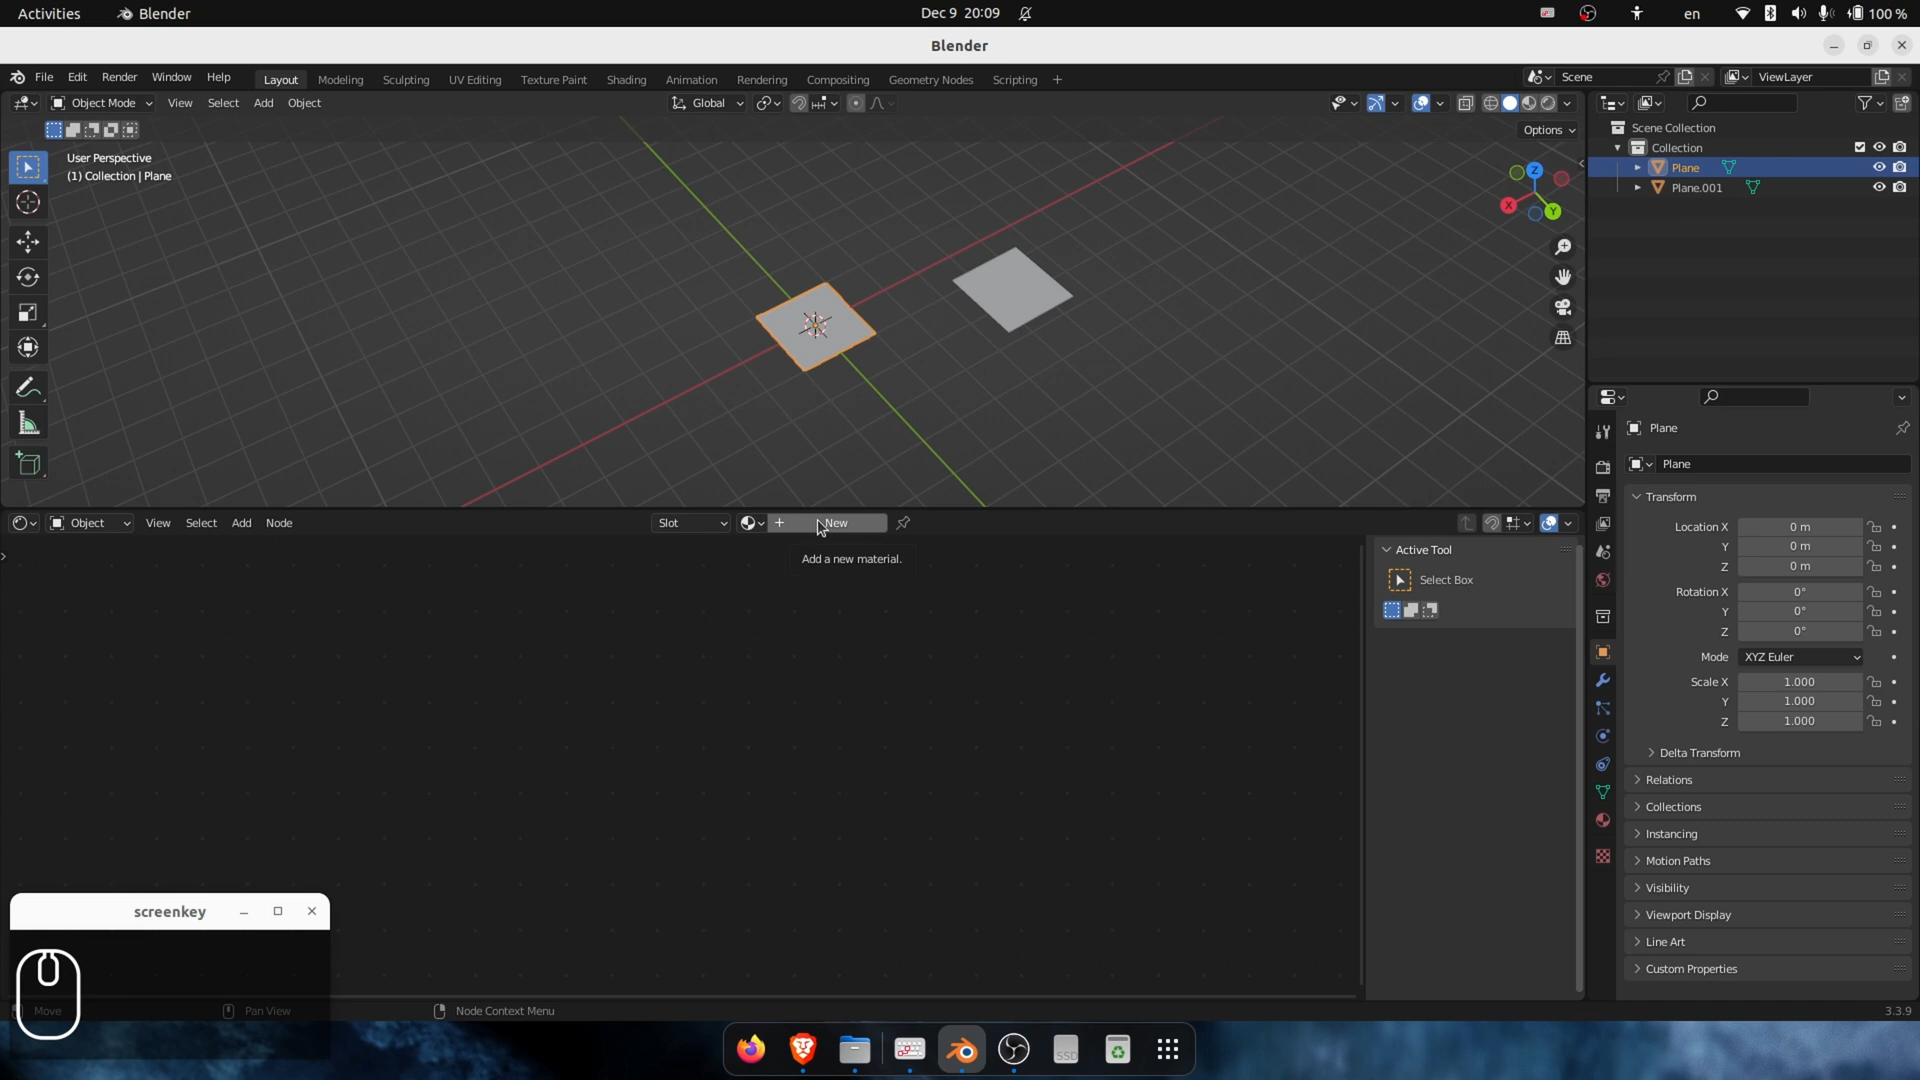 Activities Blender Dec 9 20:09 en 100 %
Blender
File Edit Render Window Help Layout Modeling Sculpting UV Editing Texture Paint Shading Animation Rendering Compositing Geometry Nodes Scripting + Scene ViewLayer
Object Mode View Select Add Object Global
Options
User Perspective
(1) Collection | Plane
Z
X
Y
Scene Collection
Collection
Plane
Plane.001
Plane
Plane
Transform
Location X 0 m
Y 0 m
Z 0 m
Rotation X 0°
Y 0°
Z 0°
Mode XYZ Euler
Scale X 1.000
Y 1.000
Z 1.000
Delta Transform
Relations
Collections
Instancing
Motion Paths
Visibility
Viewport Display
Line Art
Custom Properties
Object View Select Add Node Slot New
Add a new material.
Active Tool
Select Box
screenkey
Move Pan View Node Context Menu 3.3.9
SSD